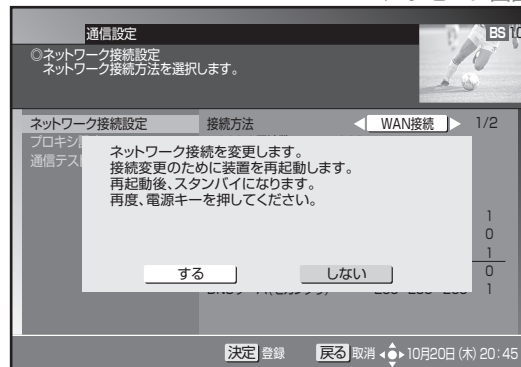 通信設定
BS 10
◎ネットワーク接続設定
ネットワーク接続方法を選択します。
ネットワーク接続設定
接続方法
WAN接続
1/2
プロキシ
通信テス
ネットワーク接続を変更します。
接続変更のために装置を再起動します。
再起動後、スタンバイになります。
再度、電源キーを押してください。
1
0
1
0
1
する
しない
決定 登録
戻る 取消
10月20日(木) 20:45